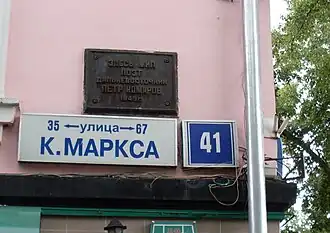 ЗДЕСЬ ЖИЛ
ПОЭТ
ДАЛЬНЕВОСТОЧНИК
ПЕТР КОМАРОВ
35 ←улица→ 67
К. МАРКСА
41